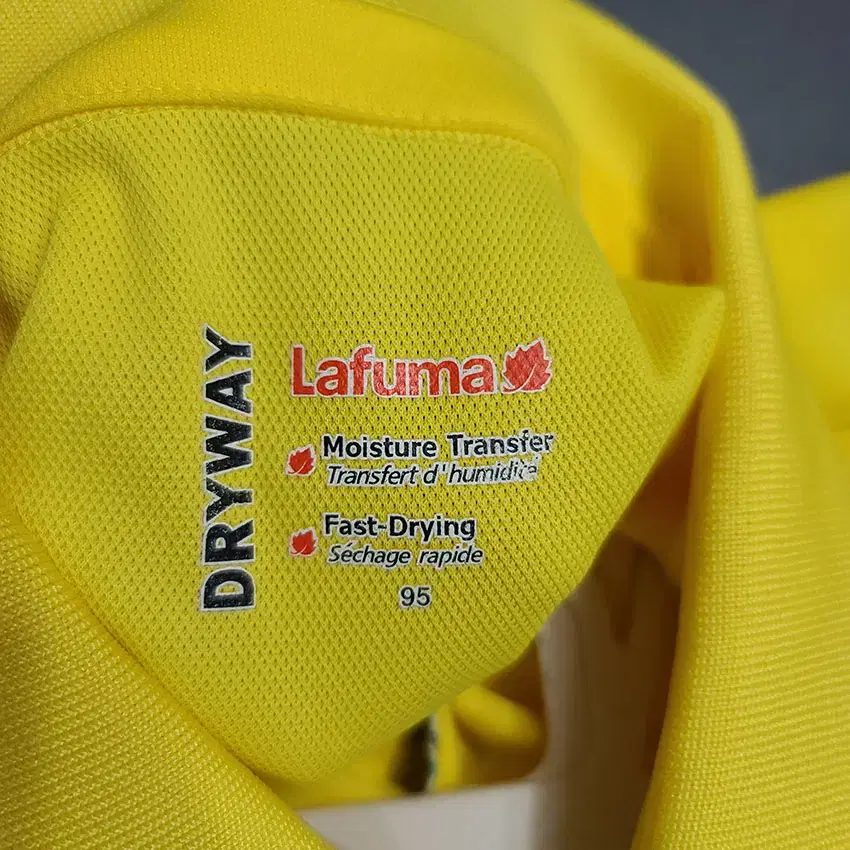 DRYWAY
Lafuma
Moisture Transfer
Transfert d'humidité
Fast-Drying
Séchage rapide
95